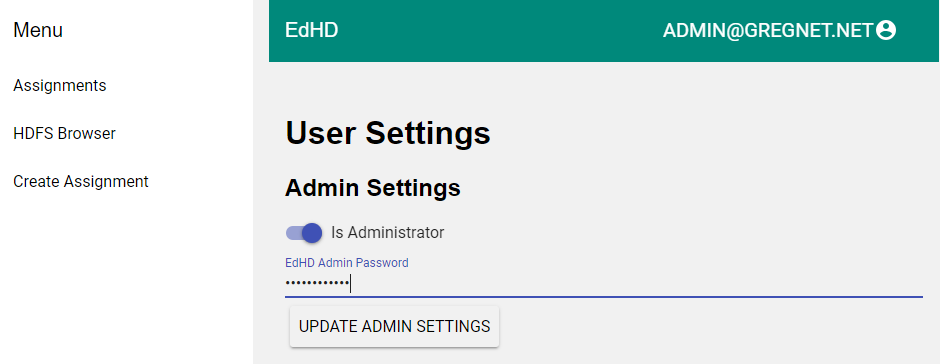 Menu
Assignments
HDFS Browser
Create Assignment
EdHD
ADMIN@GREGNET.NET
User Settings
Admin Settings
Is Administrator
EdHD Admin Password
••••••••••••
UPDATE ADMIN SETTINGS